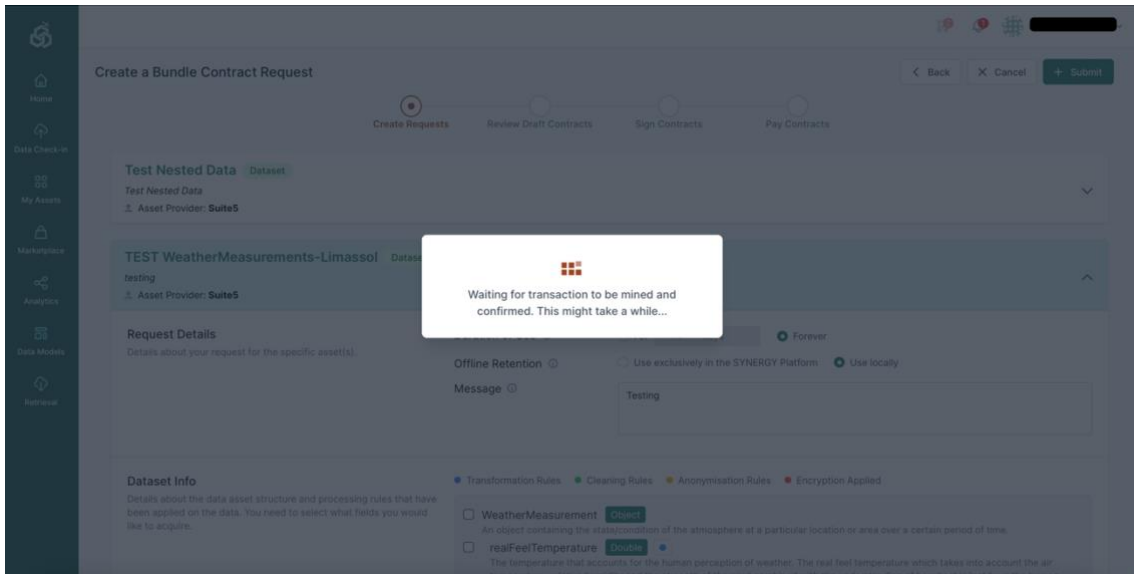 Create a Bundle Contract Request
Back
Cancel
+ Submit
Home
Data Check-in
My Assets
Marketplace
Analytics
Data Models
Retrieval
Create Requests
Review Draft Contracts
Sign Contracts
Pay Contracts
Test Nested Data Dataset
Test Nested Data
Asset Provider: Suite5
TEST WeatherMeasurements-Limassol
testing
Asset Provider: Suite5
Waiting for transaction to be mined and
confirmed. This might take a while...
Request Details
Details about your request for the specific asset(s).
Forever
Offline Retention
Use exclusively in the SYNERGY Platform
Use locally
Message
Testing
Dataset Info
Details about the data asset structure and processing rules that have
been applied on the data. You need to select what fields you would
like to acquire.
Transformation Rules
Cleaning Rules
Anonymisation Rules
Encryption Applied
WeatherMeasurement Object
An object containing the state/condition of the atmosphere of a particular location or area over a certain period of time.
realFeelTemperature Double
The temperature that accounts for the human perception of weather. The real feel temperature which takes into account the air